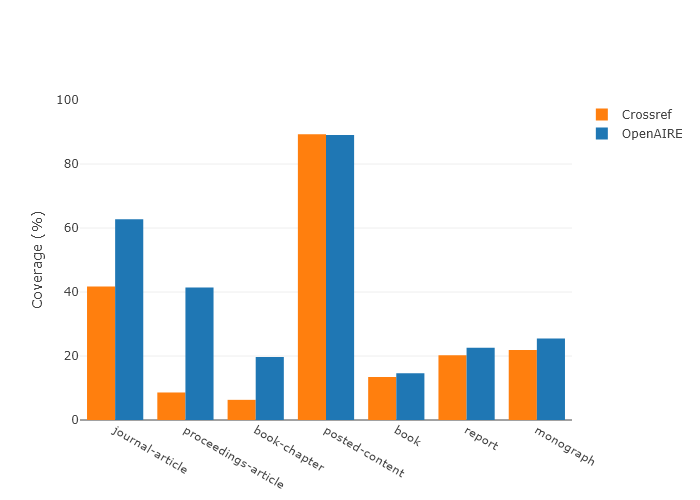 100
80
60
40
20
0
Coverage (%)
journal-article
proceedings-article
book-chapter
posted-content
book
report
monograph
Crossref
OpenAIRE